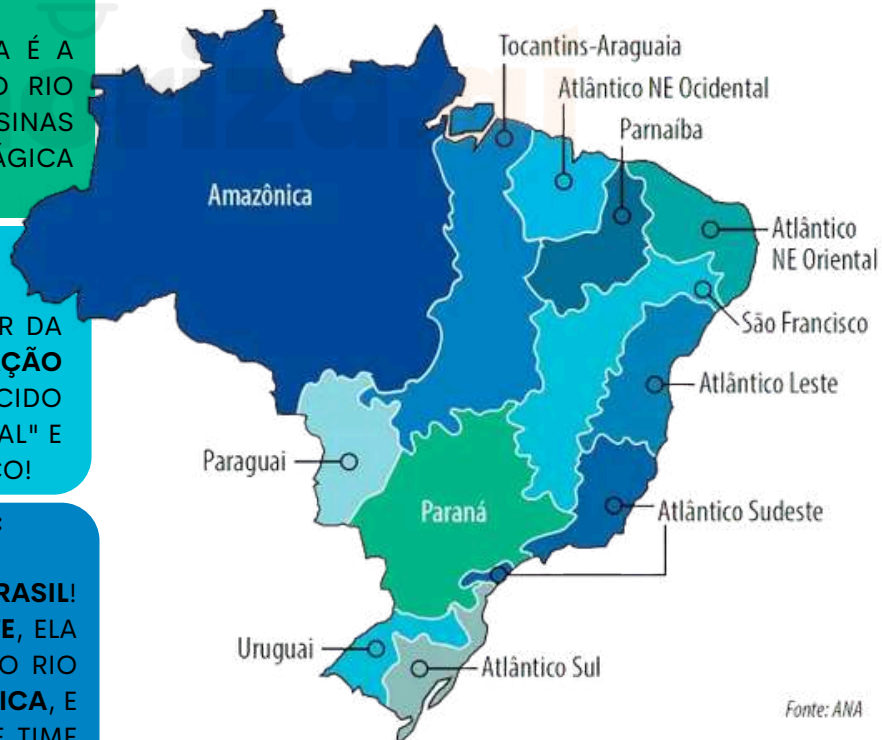 A É A
O RIO
SINAS
ÁGICA
R DA
ÇÃO
CIDO
AL" E
CO!
:
RASIL!
E, ELA
O RIO
ICA, E
E TIME
Tocantins-Araguaia
Atlântico NE Ocidental
Parnaíba
Amazônica
Atlântico
NE Oriental
São Francisco
Atlântico Leste
Paraguai
Paraná
Atlântico Sudeste
Uruguai
Atlântico Sul
Fonte: ANA